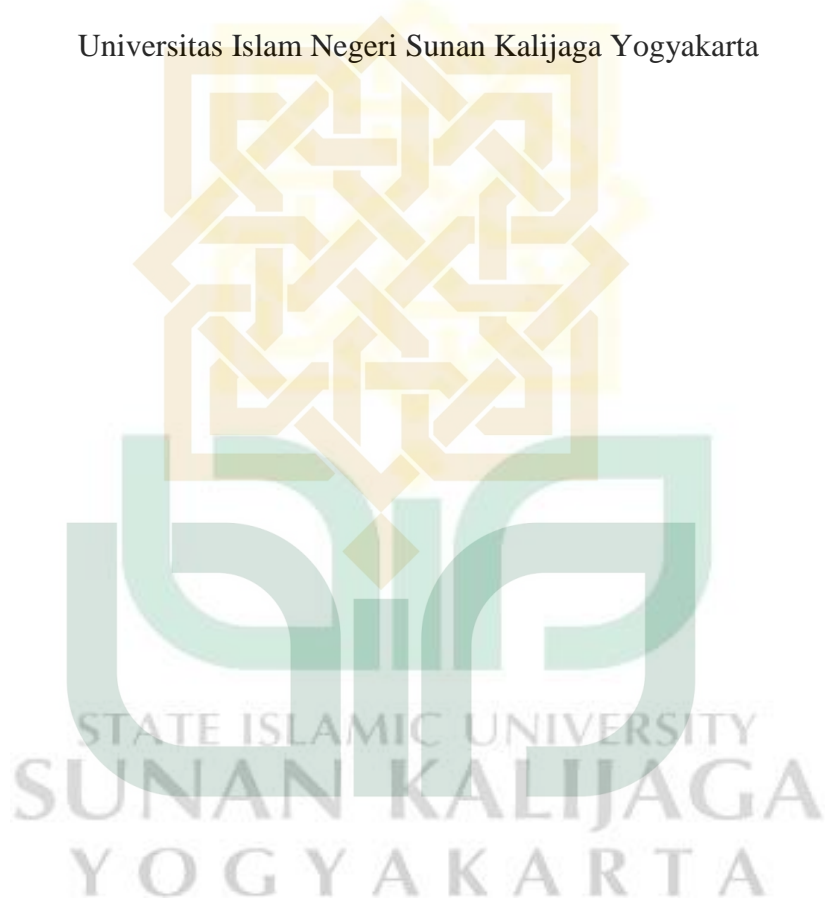 Universitas Islam Negeri Sunan Kalijaga Yogyakarta
STATE ISLAMIC UNIVERSITY
SUNAN KALIJAGA
YOGYAKARTA